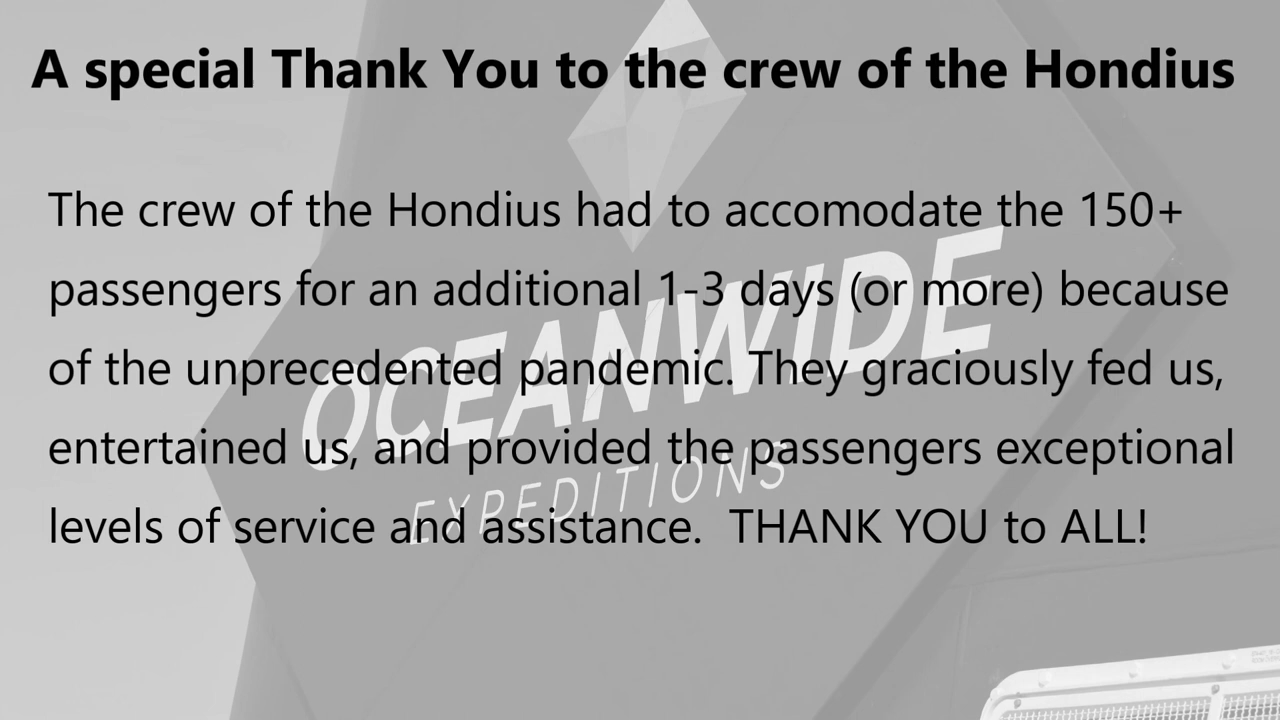 A special Thank You to the crew of the Hondius
The crew of the Hondius had to accomodate the 150+
passengers for an additional 1-3 days (or more) because
of the unprecedented pandemic. They graciously fed us,
entertained us, and provided the passengers exceptional
levels of service and assistance.  THANK YOU to ALL!
OCEANWIDE
EXPEDITIONS